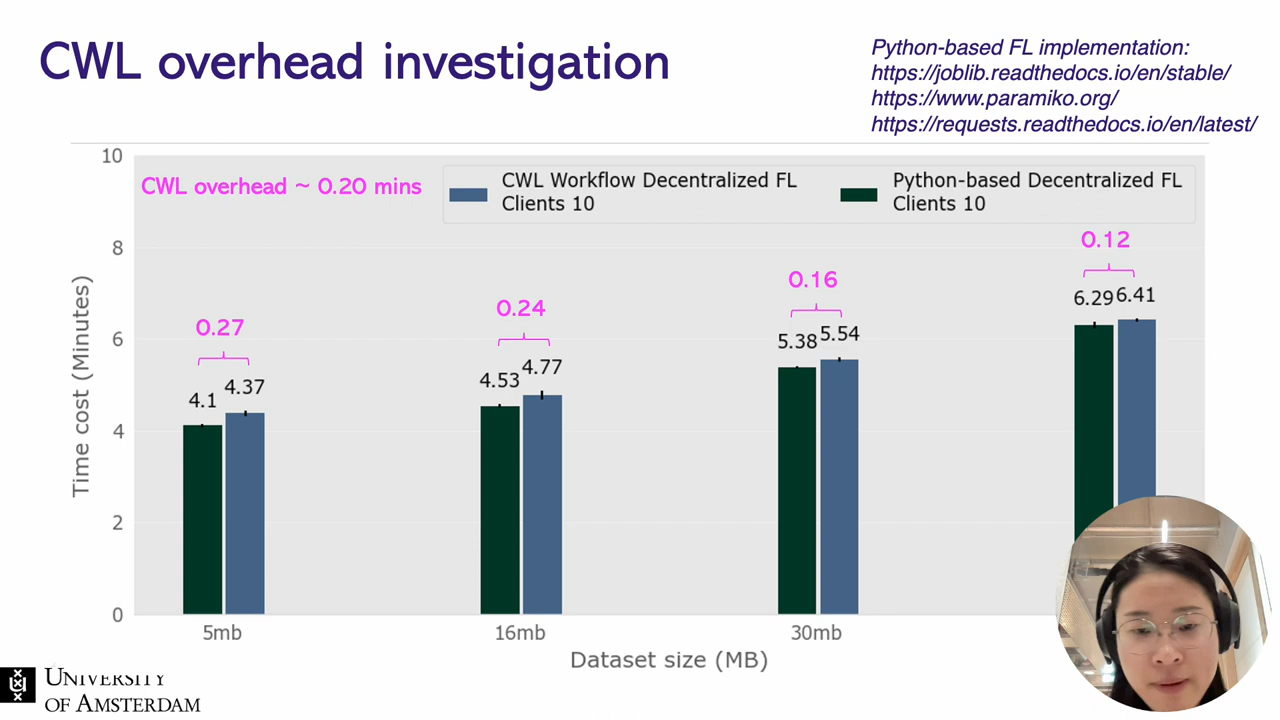 CWL overhead investigation
Python-based FL implementation:
https://joblib.readthedocs.io/en/stable/
https://www.paramiko.org/
https://requests.readthedocs.io/en/latest/
10
8
6
4
2
0
Time cost (Minutes)
CWL overhead ~ 0.20 mins
CWL Workflow Decentralized FL
Clients 10
Python-based Decentralized FL
Clients 10
0.27
4.1 4.37
0.24
4.53 4.77
0.16
5.38 5.54
0.12
6.29 6.41
5mb 16mb 30mb
Dataset size (MB)
UNIVERSITY
OF AMSTERDAM